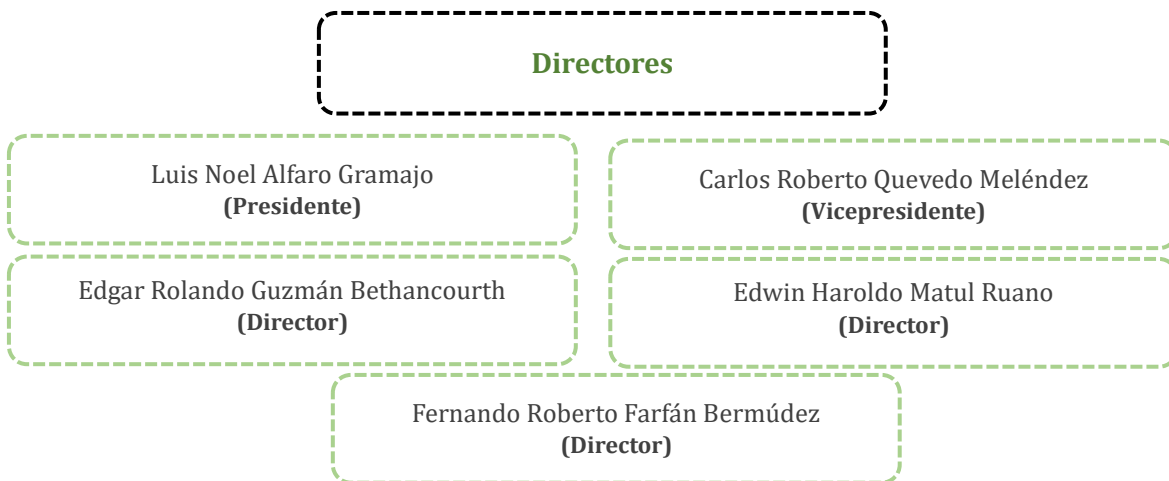 Directores
Luis Noel Alfaro Gramajo
(Presidente)
Carlos Roberto Quevedo Meléndez
(Vicepresidente)
Edgar Rolando Guzmán Bethancourth
(Director)
Edwin Haroldo Matul Ruano
(Director)
Fernando Roberto Farfán Bermúdez
(Director)